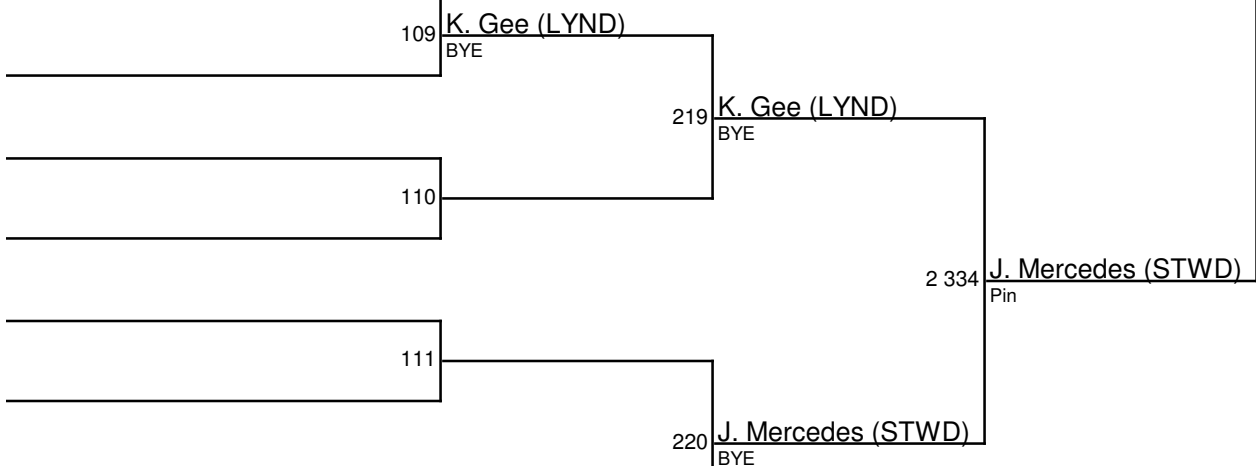 109 K. Gee (LYND)
BYE
219 K. Gee (LYND)
BYE
110
2 334 J. Mercedes (STWD)
Pin
111
220 J. Mercedes (STWD)
BYE